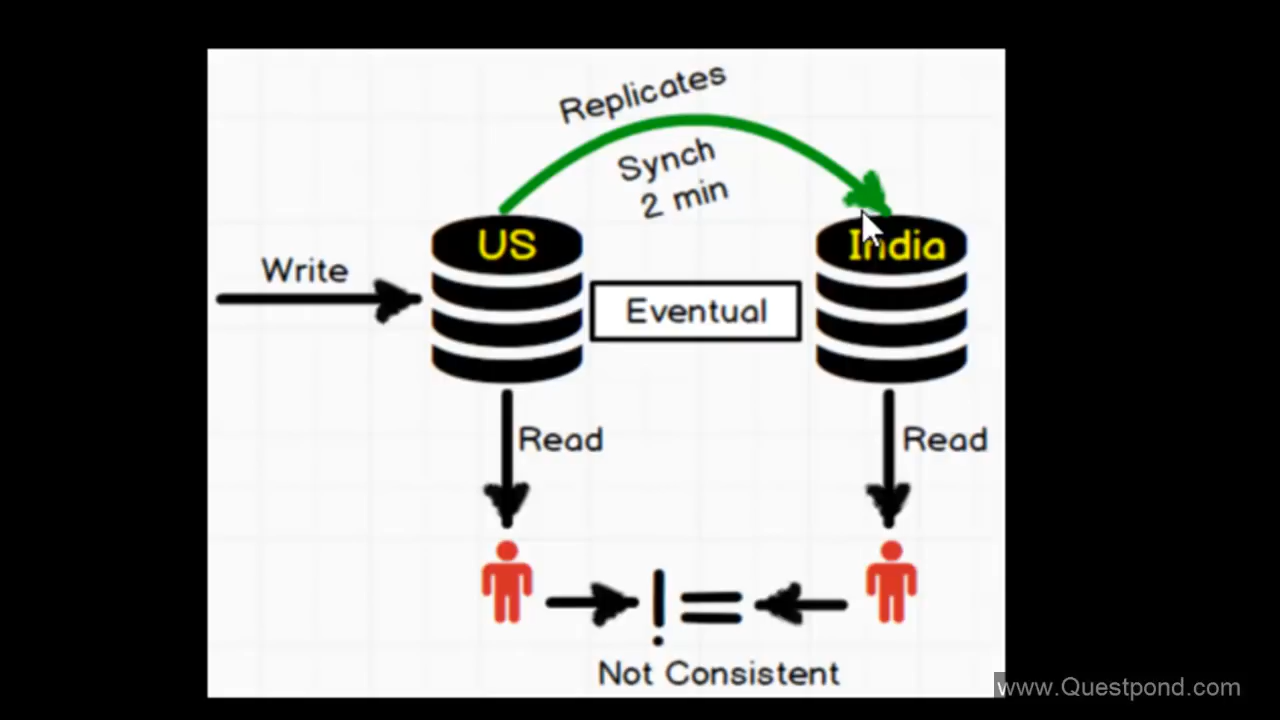 Replicates
Synch
2 min
US
India
Write
Eventual
Read
Read
!=
Not Consistent
www.Questpond.com